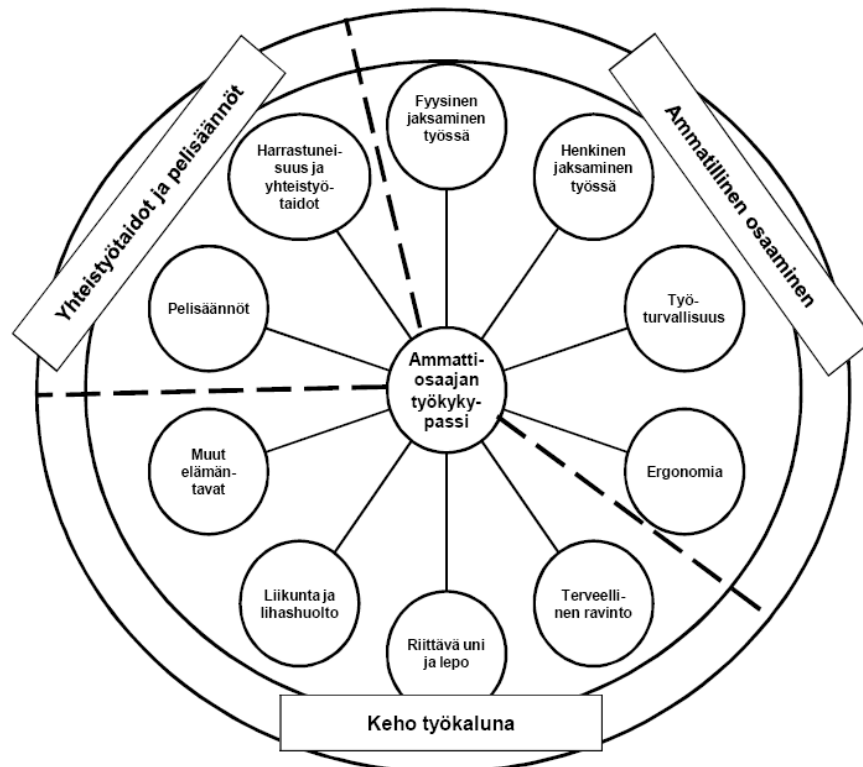 Yhteistyötaidot ja pelisäännöt
Ammatillinen osaaminen
Fyysinen
jaksaminen
työssä
Harrastunei-
suus ja
yhteistyö-
taidot
Henkinen
jaksaminen
työssä
Pelisäännöt
Työ-
turvallisuus
Ammatti-
osaajan
työkyky-
passi
Muut
elämän-
tavat
Ergonomia
Liikunta ja
lihashuolto
Terveelli-
nen ravinto
Riittävä uni
ja lepo
Keho työkaluna